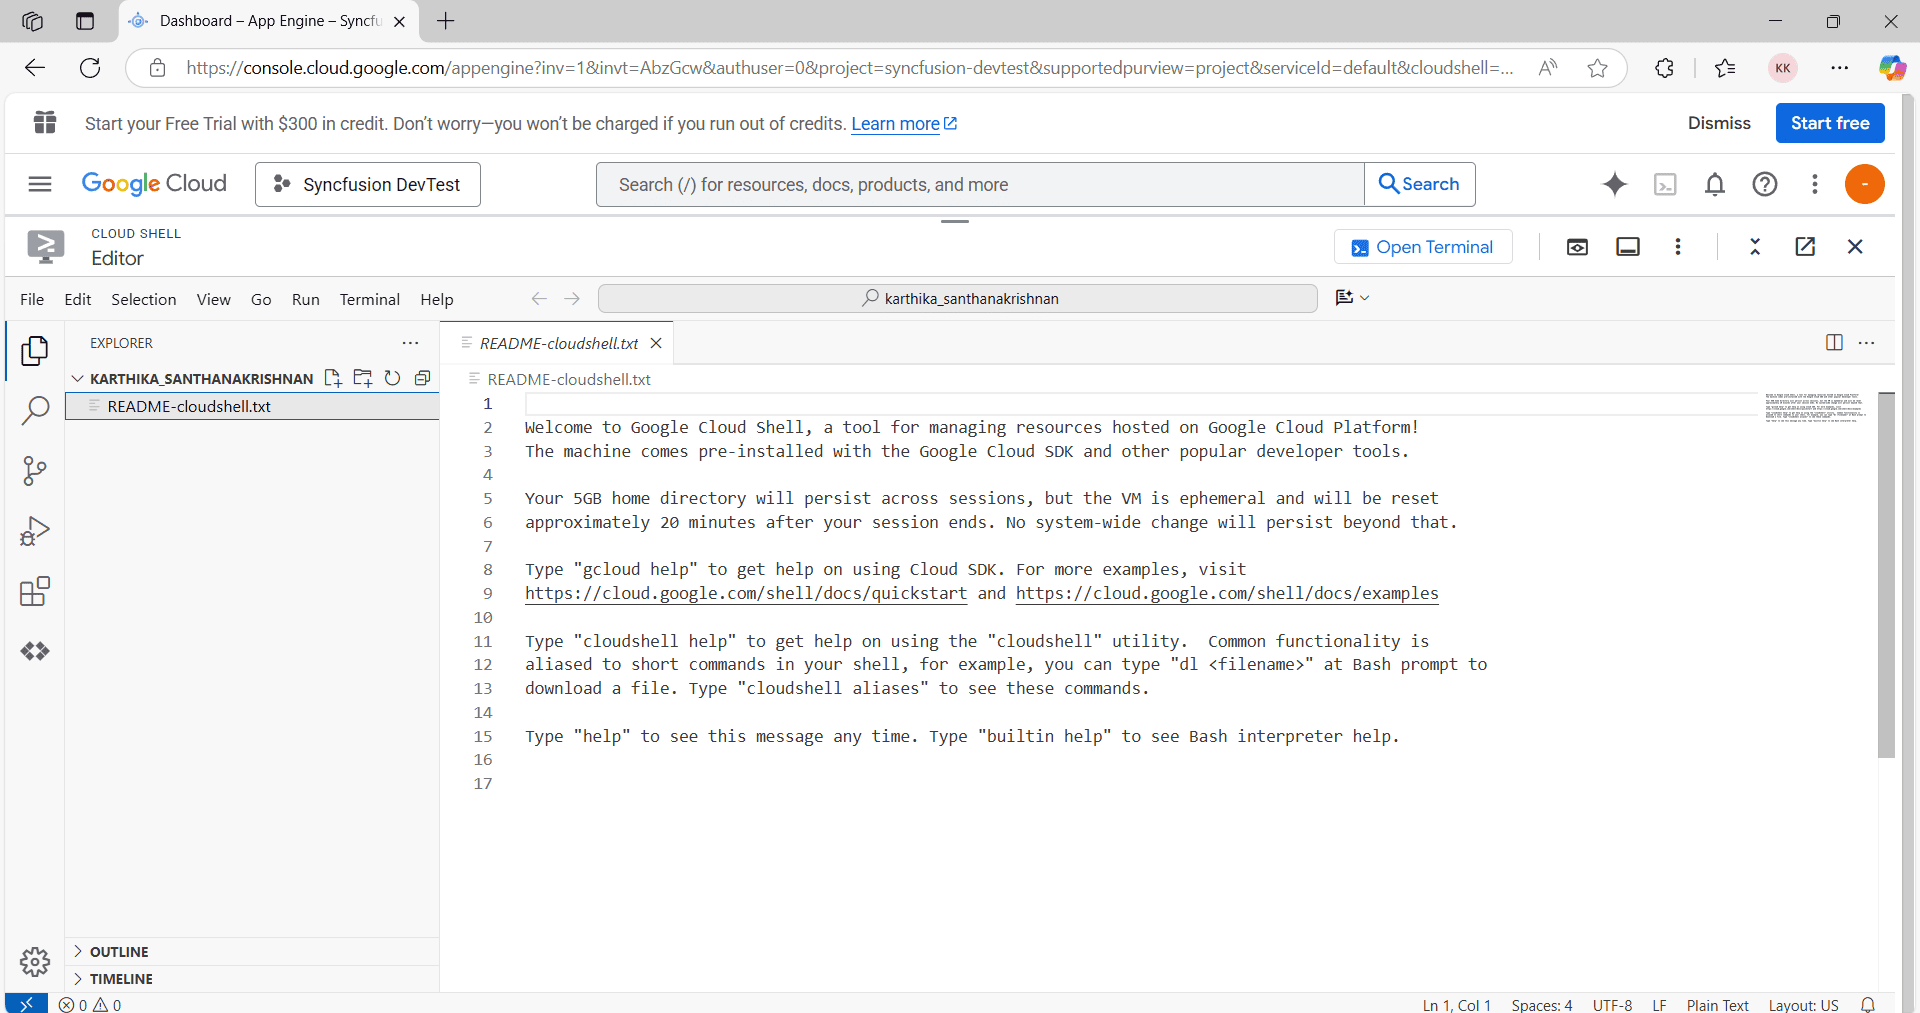 Dashboard – App Engine – Syncfu
https://console.cloud.google.com/appengine?inv=1&invt=AbzGcw&authuser=0&project=syncfusion-devtest&supportedpurview=project&serviceId=default&cloudshell=...
KK
Start your Free Trial with $300 in credit. Don't worry—you won't be charged if you run out of credits. Learn more
Dismiss
Start free
Google Cloud
Syncfusion DevTest
Search (/) for resources, docs, products, and more
Search
CLOUD SHELL
Editor
Open Terminal
File Edit Selection View Go Run Terminal Help
karthika_santhanakrishnan
EXPLORER
KARTHIKA_SANTHANAKRISHNAN
README-cloudshell.txt
OUTLINE
TIMELINE
README-cloudshell.txt
README-cloudshell.txt
1
2 Welcome to Google Cloud Shell, a tool for managing resources hosted on Google Cloud Platform!
3 The machine comes pre-installed with the Google Cloud SDK and other popular developer tools.
4
5 Your 5GB home directory will persist across sessions, but the VM is ephemeral and will be reset
6 approximately 20 minutes after your session ends. No system-wide change will persist beyond that.
7
8 Type "gcloud help" to get help on using Cloud SDK. For more examples, visit
9 https://cloud.google.com/shell/docs/quickstart and https://cloud.google.com/shell/docs/examples
10
11 Type "cloudshell help" to get help on using the "cloudshell" utility.  Common functionality is
12 aliased to short commands in your shell, for example, you can type "dl <filename>" at Bash prompt to
13 download a file. Type "cloudshell aliases" to see these commands.
14
15 Type "help" to see this message any time. Type "builtin help" to see Bash interpreter help.
16
17
0 0
Ln 1, Col 1 Spaces: 4 UTF-8 LF Plain Text Layout: US